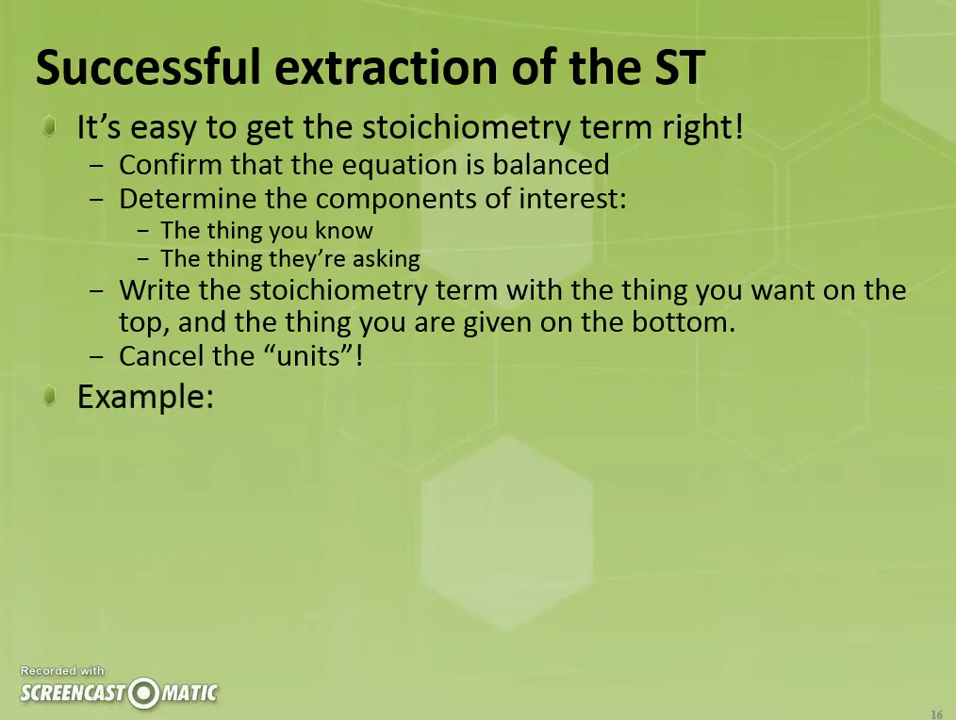 Successful extraction of the ST
It's easy to get the stoichiometry term right!
− Confirm that the equation is balanced
− Determine the components of interest:
− The thing you know
− The thing they're asking
− Write the stoichiometry term with the thing you want on the
top, and the thing you are given on the bottom.
− Cancel the “units”!
Example:
Recorded with
SCREENCAST MATIC
16